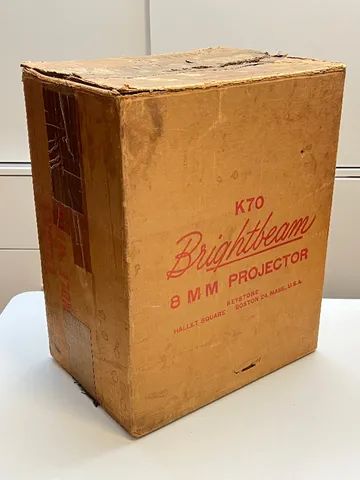 K70
Brightbeam
8 MM PROJECTOR
KEYSTONE
HALLET SQUARE BOSTON 24, MASS., U.S.A.